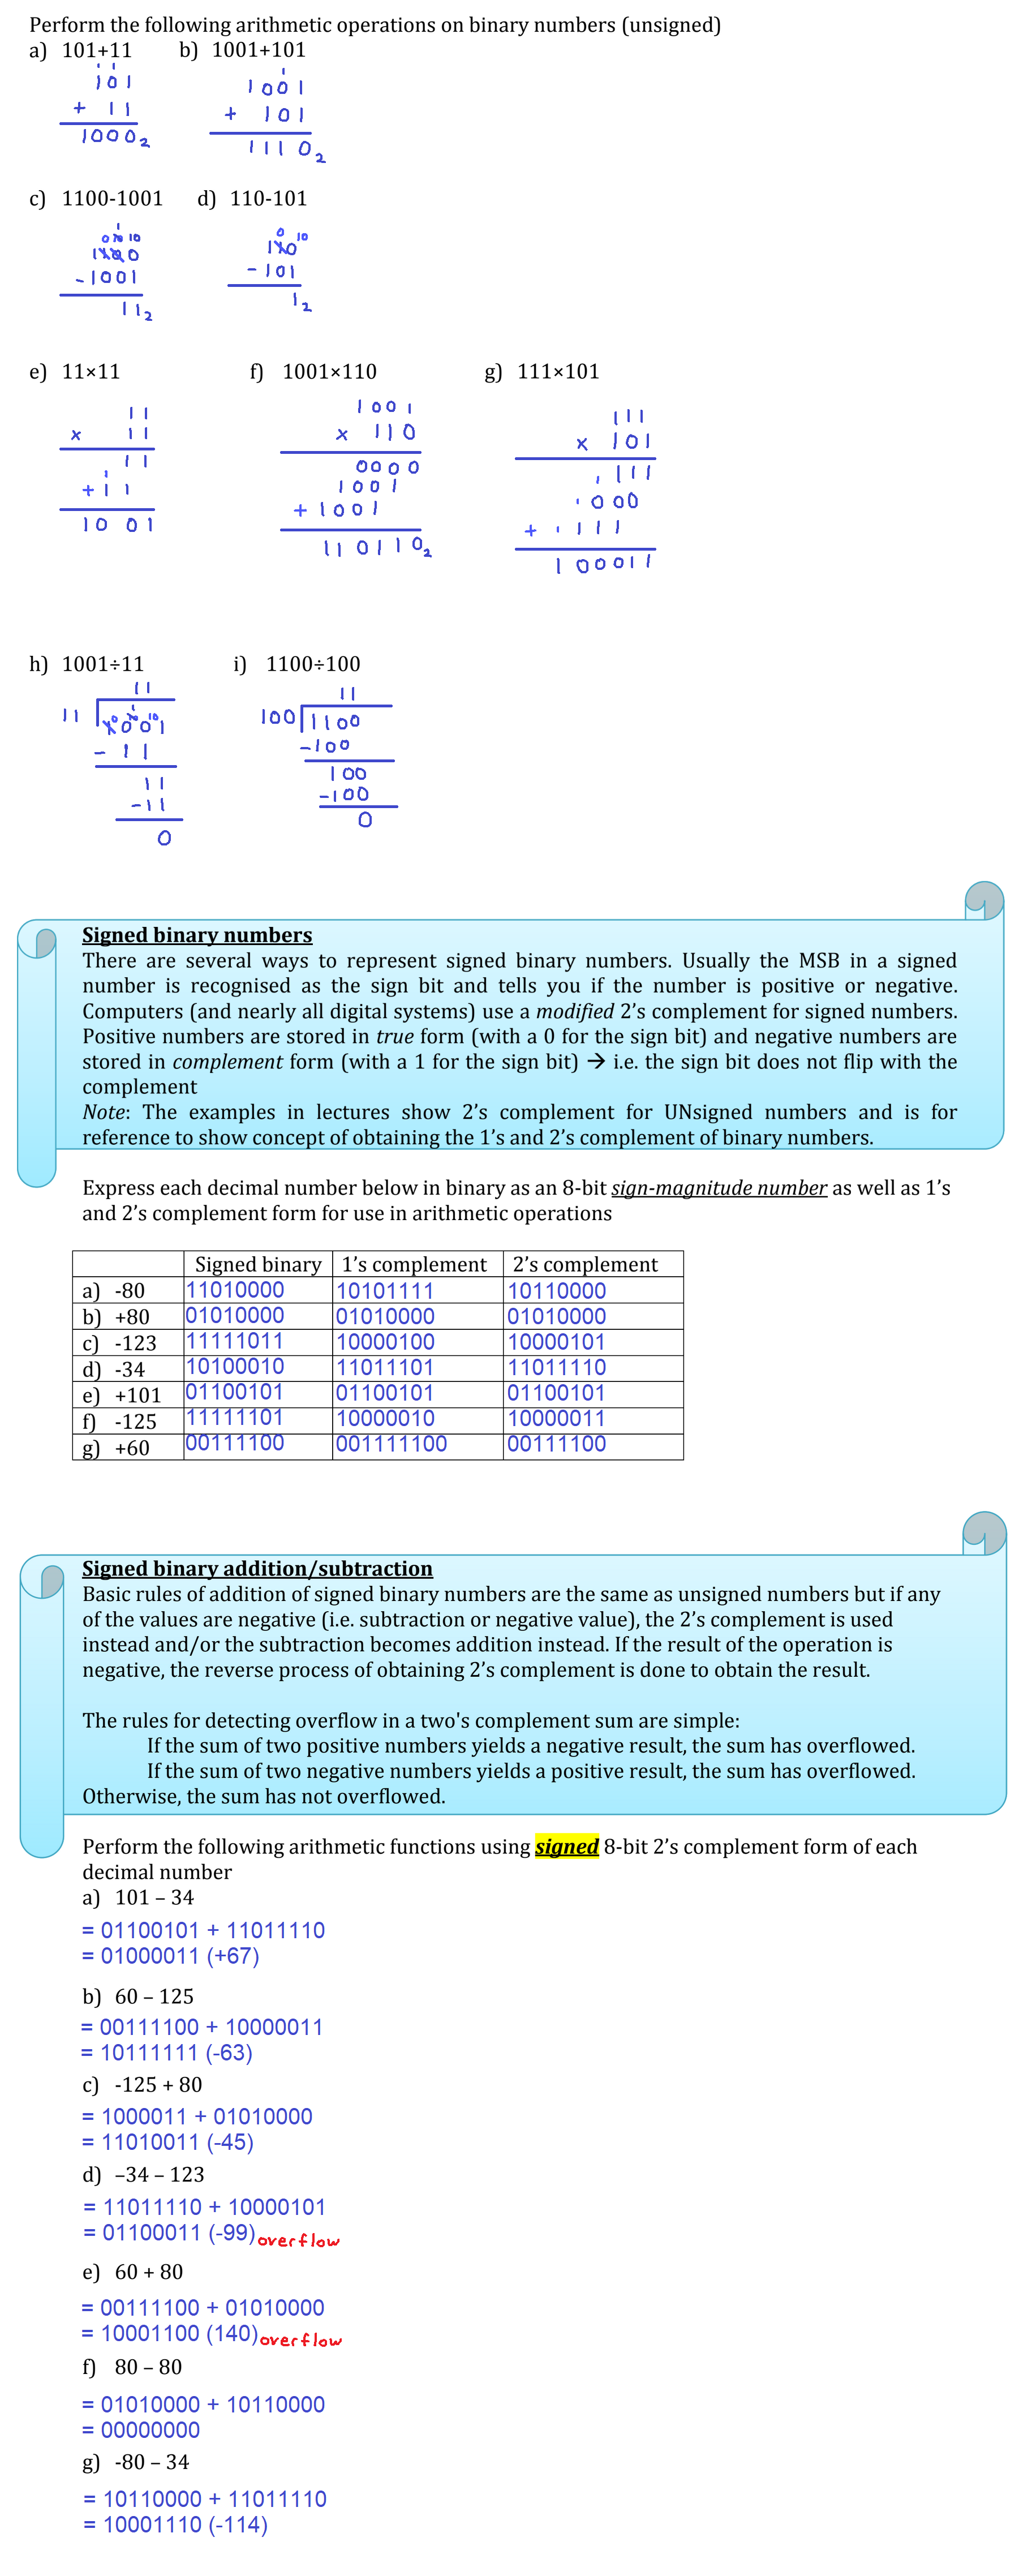 Perform the following arithmetic operations on binary numbers (unsigned)
a) 101+11 b) 1001+101
1 1 1
101 1001
+ 11 + 101
1000₂ 1110₂
c) 1100-1001 d) 110-101
1
0 10 10 0 10
1100 110
-1001 -101
11₂ 1₂
e) 11×11 f) 1001×110 g) 111×101
11 1001 111
x 11 x 110 x 101
11 0000 111
1
+11 1001 000
+1001 + 111
1001 110110₂ 100011
h) 1001÷11 i) 1100÷100
11 11
11 1001 100 1100
-11 -100
11 100
-11 -100
0 0
Signed binary numbers
There are several ways to represent signed binary numbers. Usually the MSB in a signed
number is recognised as the sign bit and tells you if the number is positive or negative.
Computers (and nearly all digital systems) use a modified 2's complement for signed numbers.
Positive numbers are stored in true form (with a 0 for the sign bit) and negative numbers are
stored in complement form (with a 1 for the sign bit) → i.e. the sign bit does not flip with the
complement
Note: The examples in lectures show 2's complement for UNsigned numbers and is for
reference to show concept of obtaining the 1's and 2's complement of binary numbers.
Express each decimal number below in binary as an 8-bit sign-magnitude number as well as 1's
and 2's complement form for use in arithmetic operations
Signed binary 1's complement 2's complement
a) -80 11010000 10101111 10110000
b) +80 01010000 01010000 01010000
c) -123 11111011 10000100 10000101
d) -34 10100010 11011101 11011110
e) +101 01100101 01100101 01100101
f) -125 11111101 10000010 10000011
g) +60 00111100 001111100 00111100
Signed binary addition/subtraction
Basic rules of addition of signed binary numbers are the same as unsigned numbers but if any
of the values are negative (i.e. subtraction or negative value), the 2's complement is used
instead and/or the subtraction becomes addition instead. If the result of the operation is
negative, the reverse process of obtaining 2's complement is done to obtain the result.
The rules for detecting overflow in a two's complement sum are simple:
If the sum of two positive numbers yields a negative result, the sum has overflowed.
If the sum of two negative numbers yields a positive result, the sum has overflowed.
Otherwise, the sum has not overflowed.
Perform the following arithmetic functions using signed 8-bit 2's complement form of each
decimal number
a) 101 – 34
= 01100101 + 11011110
= 01000011 (+67)
b) 60 – 125
= 00111100 + 10000011
= 10111111 (-63)
c) -125 + 80
= 1000011 + 01010000
= 11010011 (-45)
d) –34 – 123
= 11011110 + 10000101
= 01100011 (-99) overflow
e) 60 + 80
= 00111100 + 01010000
= 10001100 (140) overflow
f) 80 – 80
= 01010000 + 10110000
= 00000000
g) -80 – 34
= 10110000 + 11011110
= 10001110 (-114)